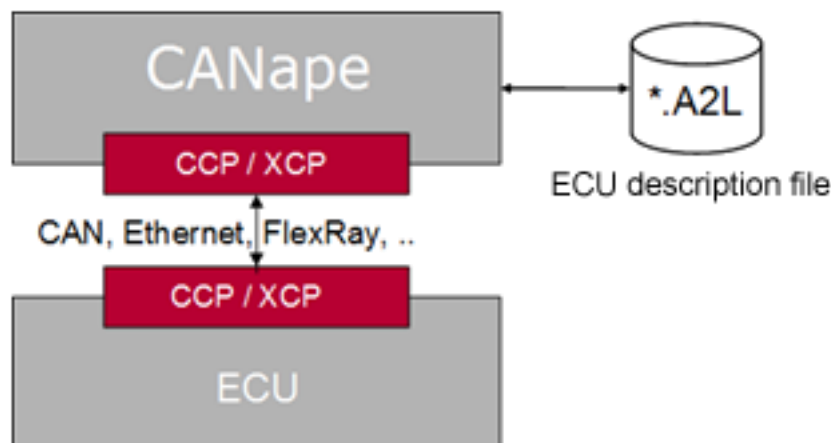 CANape
*.A2L
CCP / XCP
ECU description file
CAN, Ethernet, FlexRay, ..
CCP / XCP
ECU